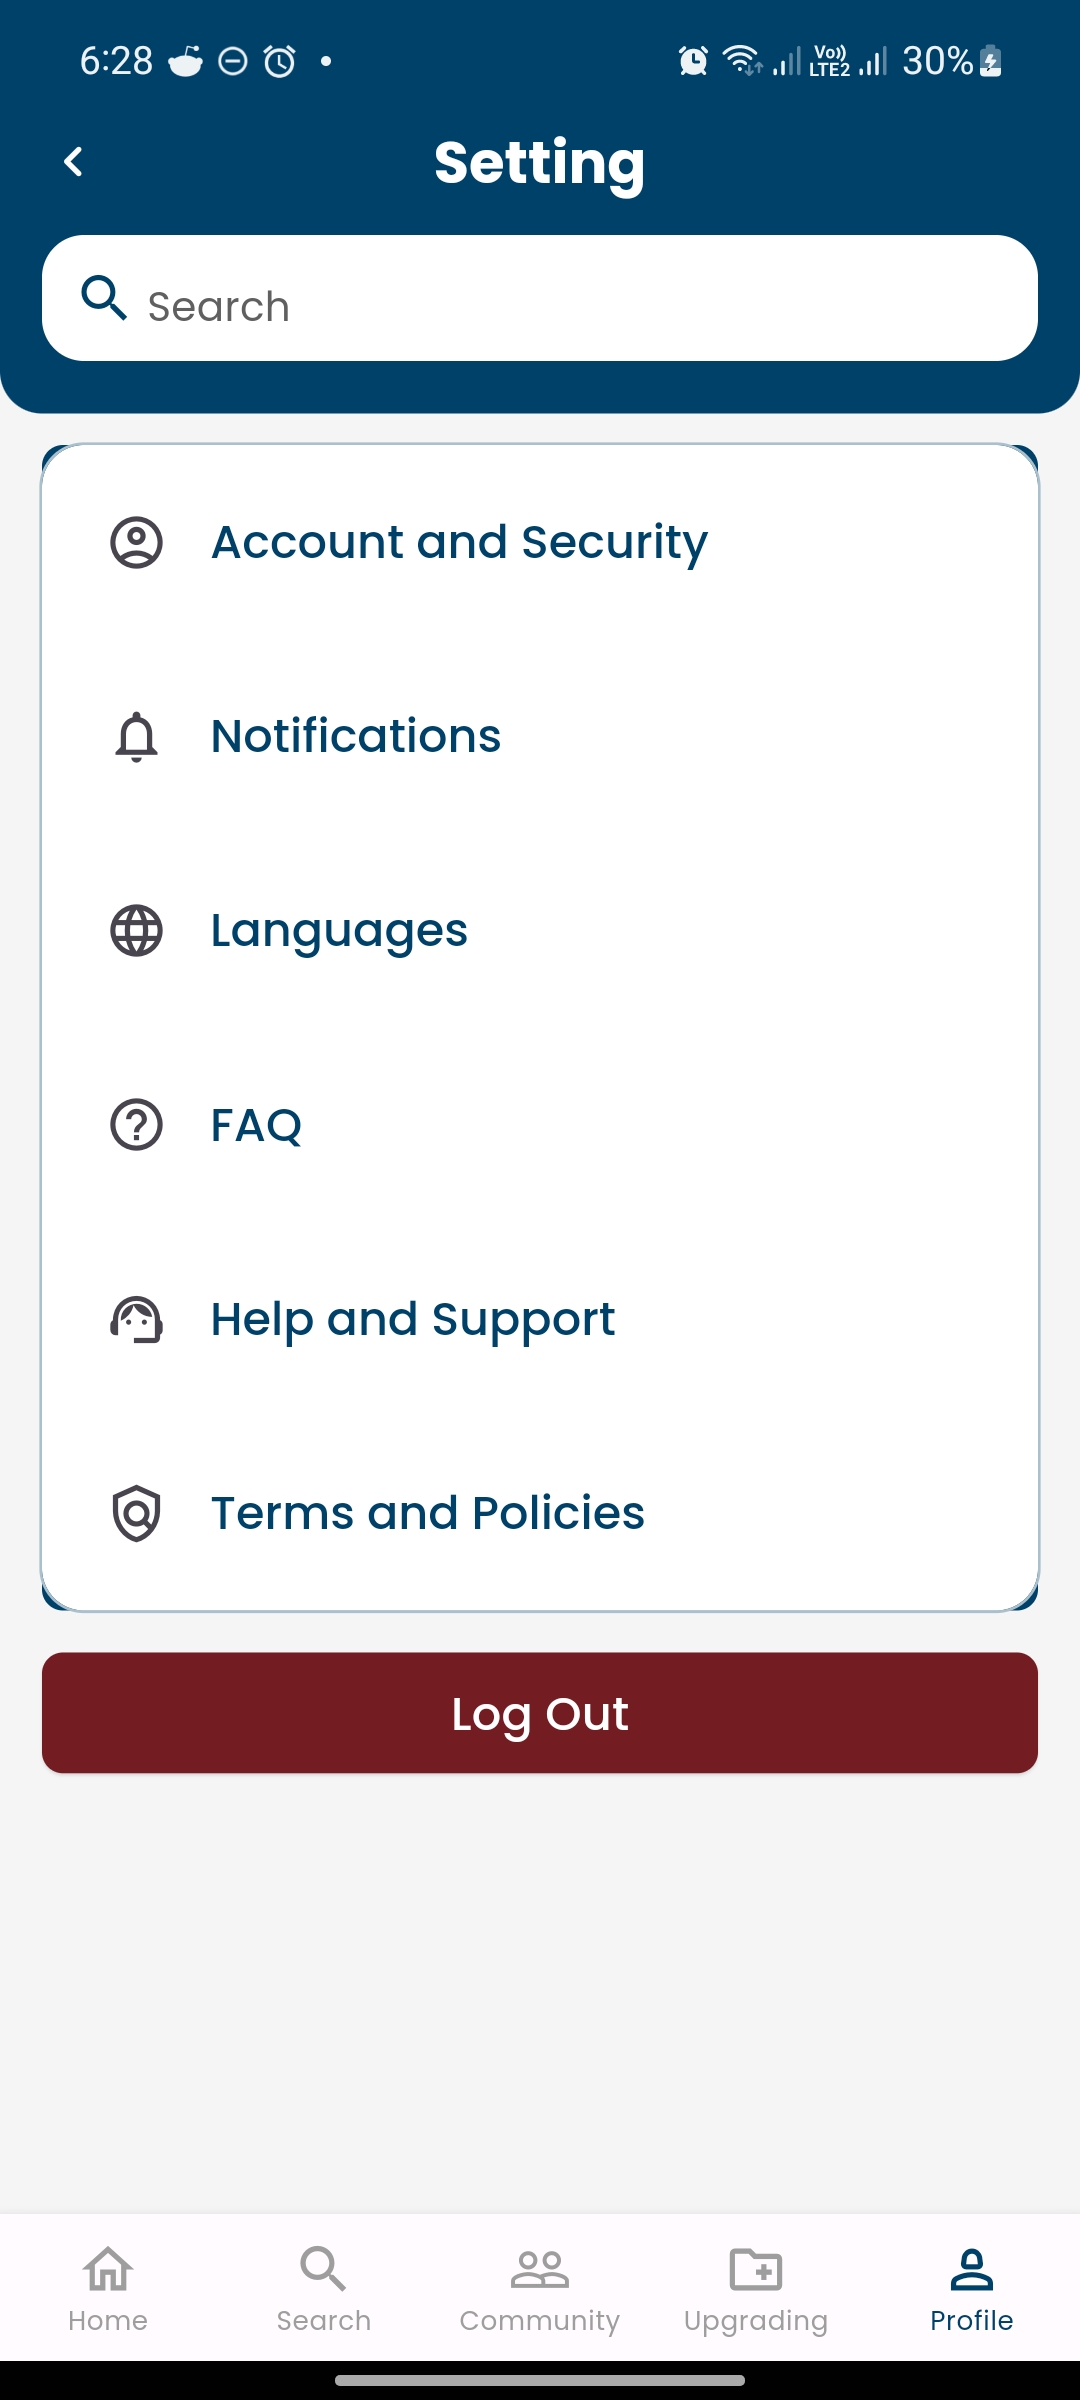 6:28
Vo)) LTE2 30%
Setting
Search
Account and Security
Notifications
Languages
FAQ
Help and Support
Terms and Policies
Log Out
Home Search Community Upgrading Profile